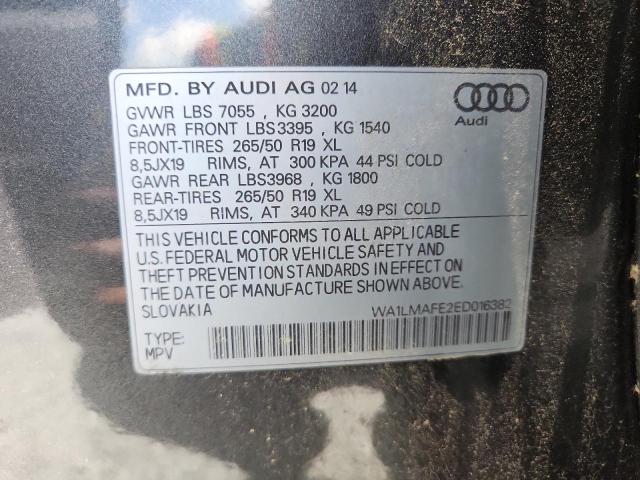 MFD. BY AUDI AG 02 14
GVWR LBS 7055 , KG 3200
GAWR FRONT LBS3395 , KG 1540
FRONT-TIRES 265/50 R19 XL
8,5JX19 RIMS, AT 300 KPA 44 PSI COLD
GAWR REAR LBS3968 , KG 1800
REAR-TIRES 265/50 R19 XL
8,5JX19 RIMS, AT 340 KPA 49 PSI COLD
Audi
THIS VEHICLE CONFORMS TO ALL APPLICABLE
U.S. FEDERAL MOTOR VEHICLE SAFETY AND
THEFT PREVENTION STANDARDS IN EFFECT ON
THE DATE OF MANUFACTURE SHOWN ABOVE.
SLOVAKIA WA1LMAFE2ED016382
TYPE:
MPV